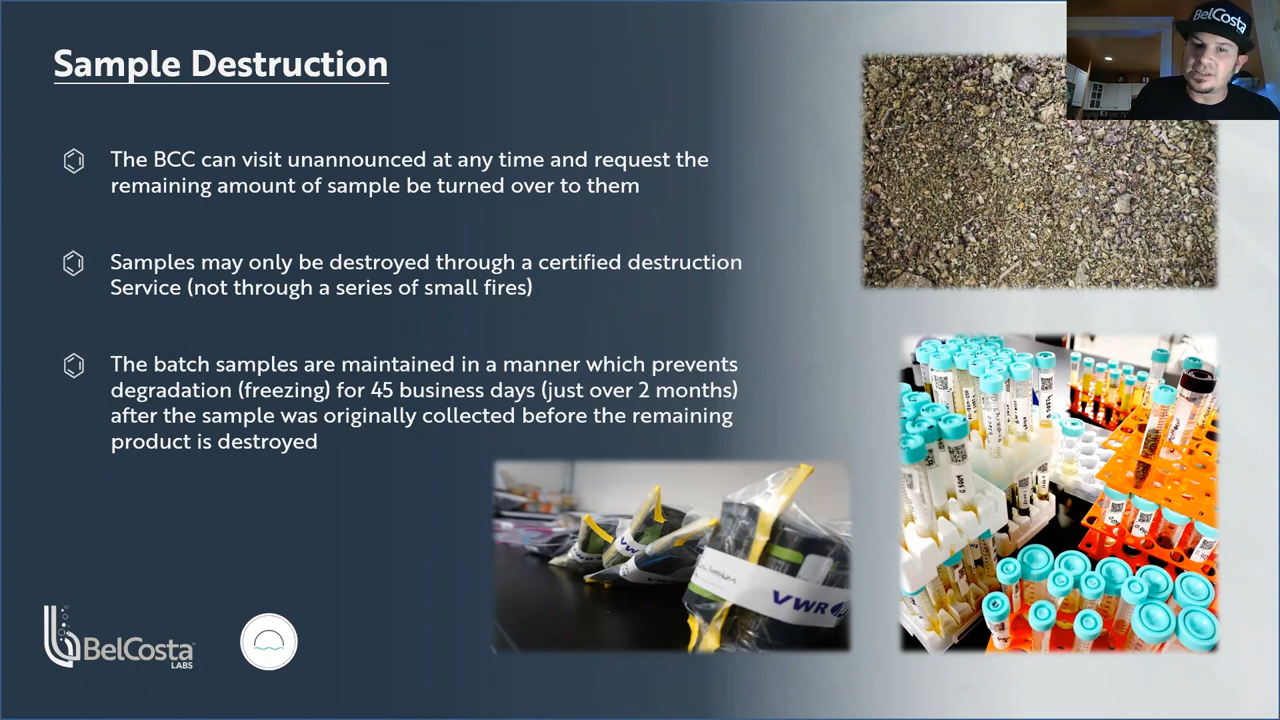 Sample Destruction
BelCosta
The BCC can visit unannounced at any time and request the
remaining amount of sample be turned over to them
Samples may only be destroyed through a certified destruction
Service (not through a series of small fires)
The batch samples are maintained in a manner which prevents
degradation (freezing) for 45 business days (just over 2 months)
after the sample was originally collected before the remaining
product is destroyed
VWR
VWR
VWR
BelCosta
LABS